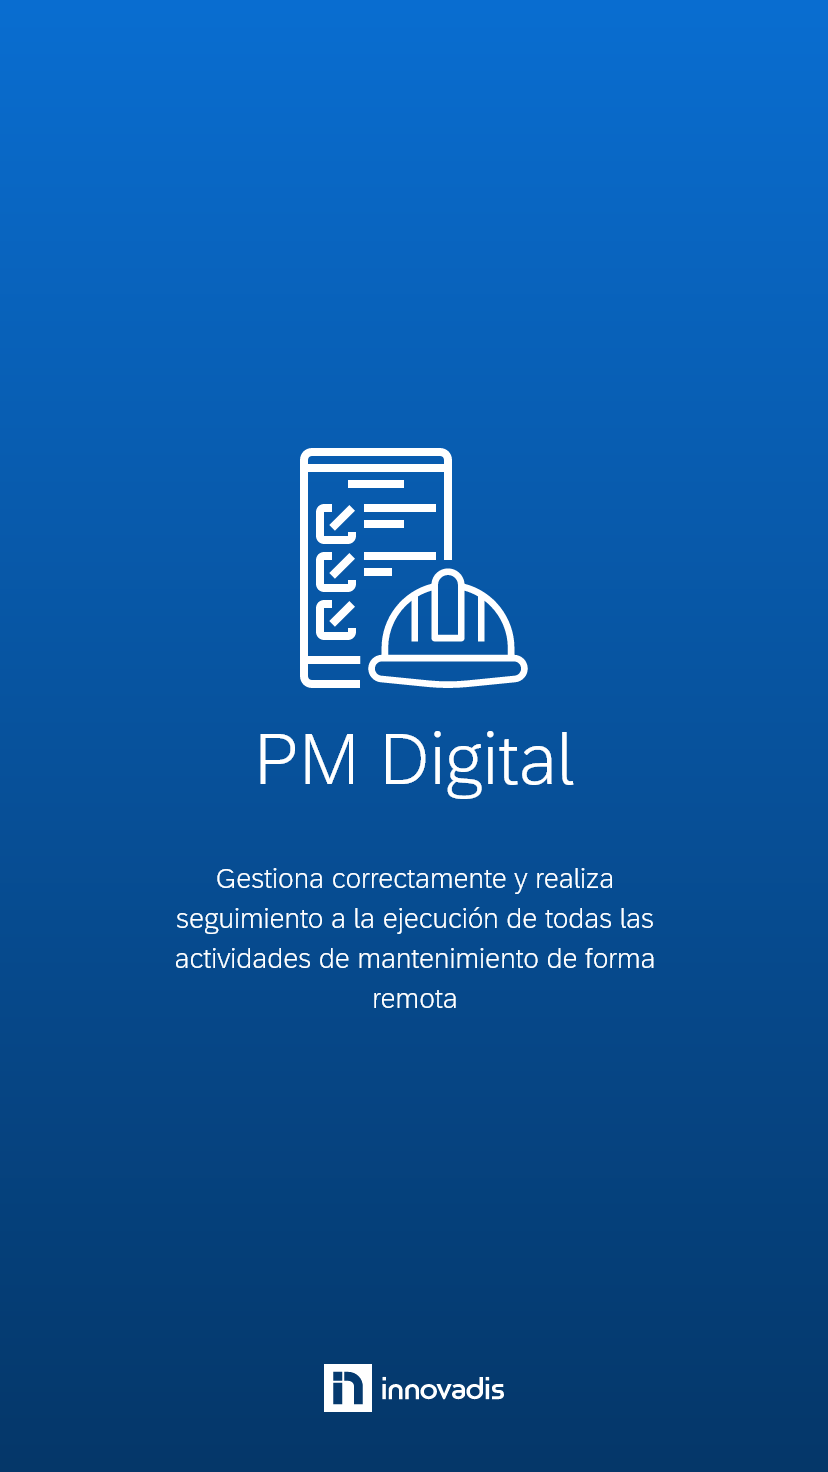 PM Digital
Gestiona correctamente y realiza
seguimiento a la ejecución de todas las
actividades de mantenimiento de forma
remota
innovadis